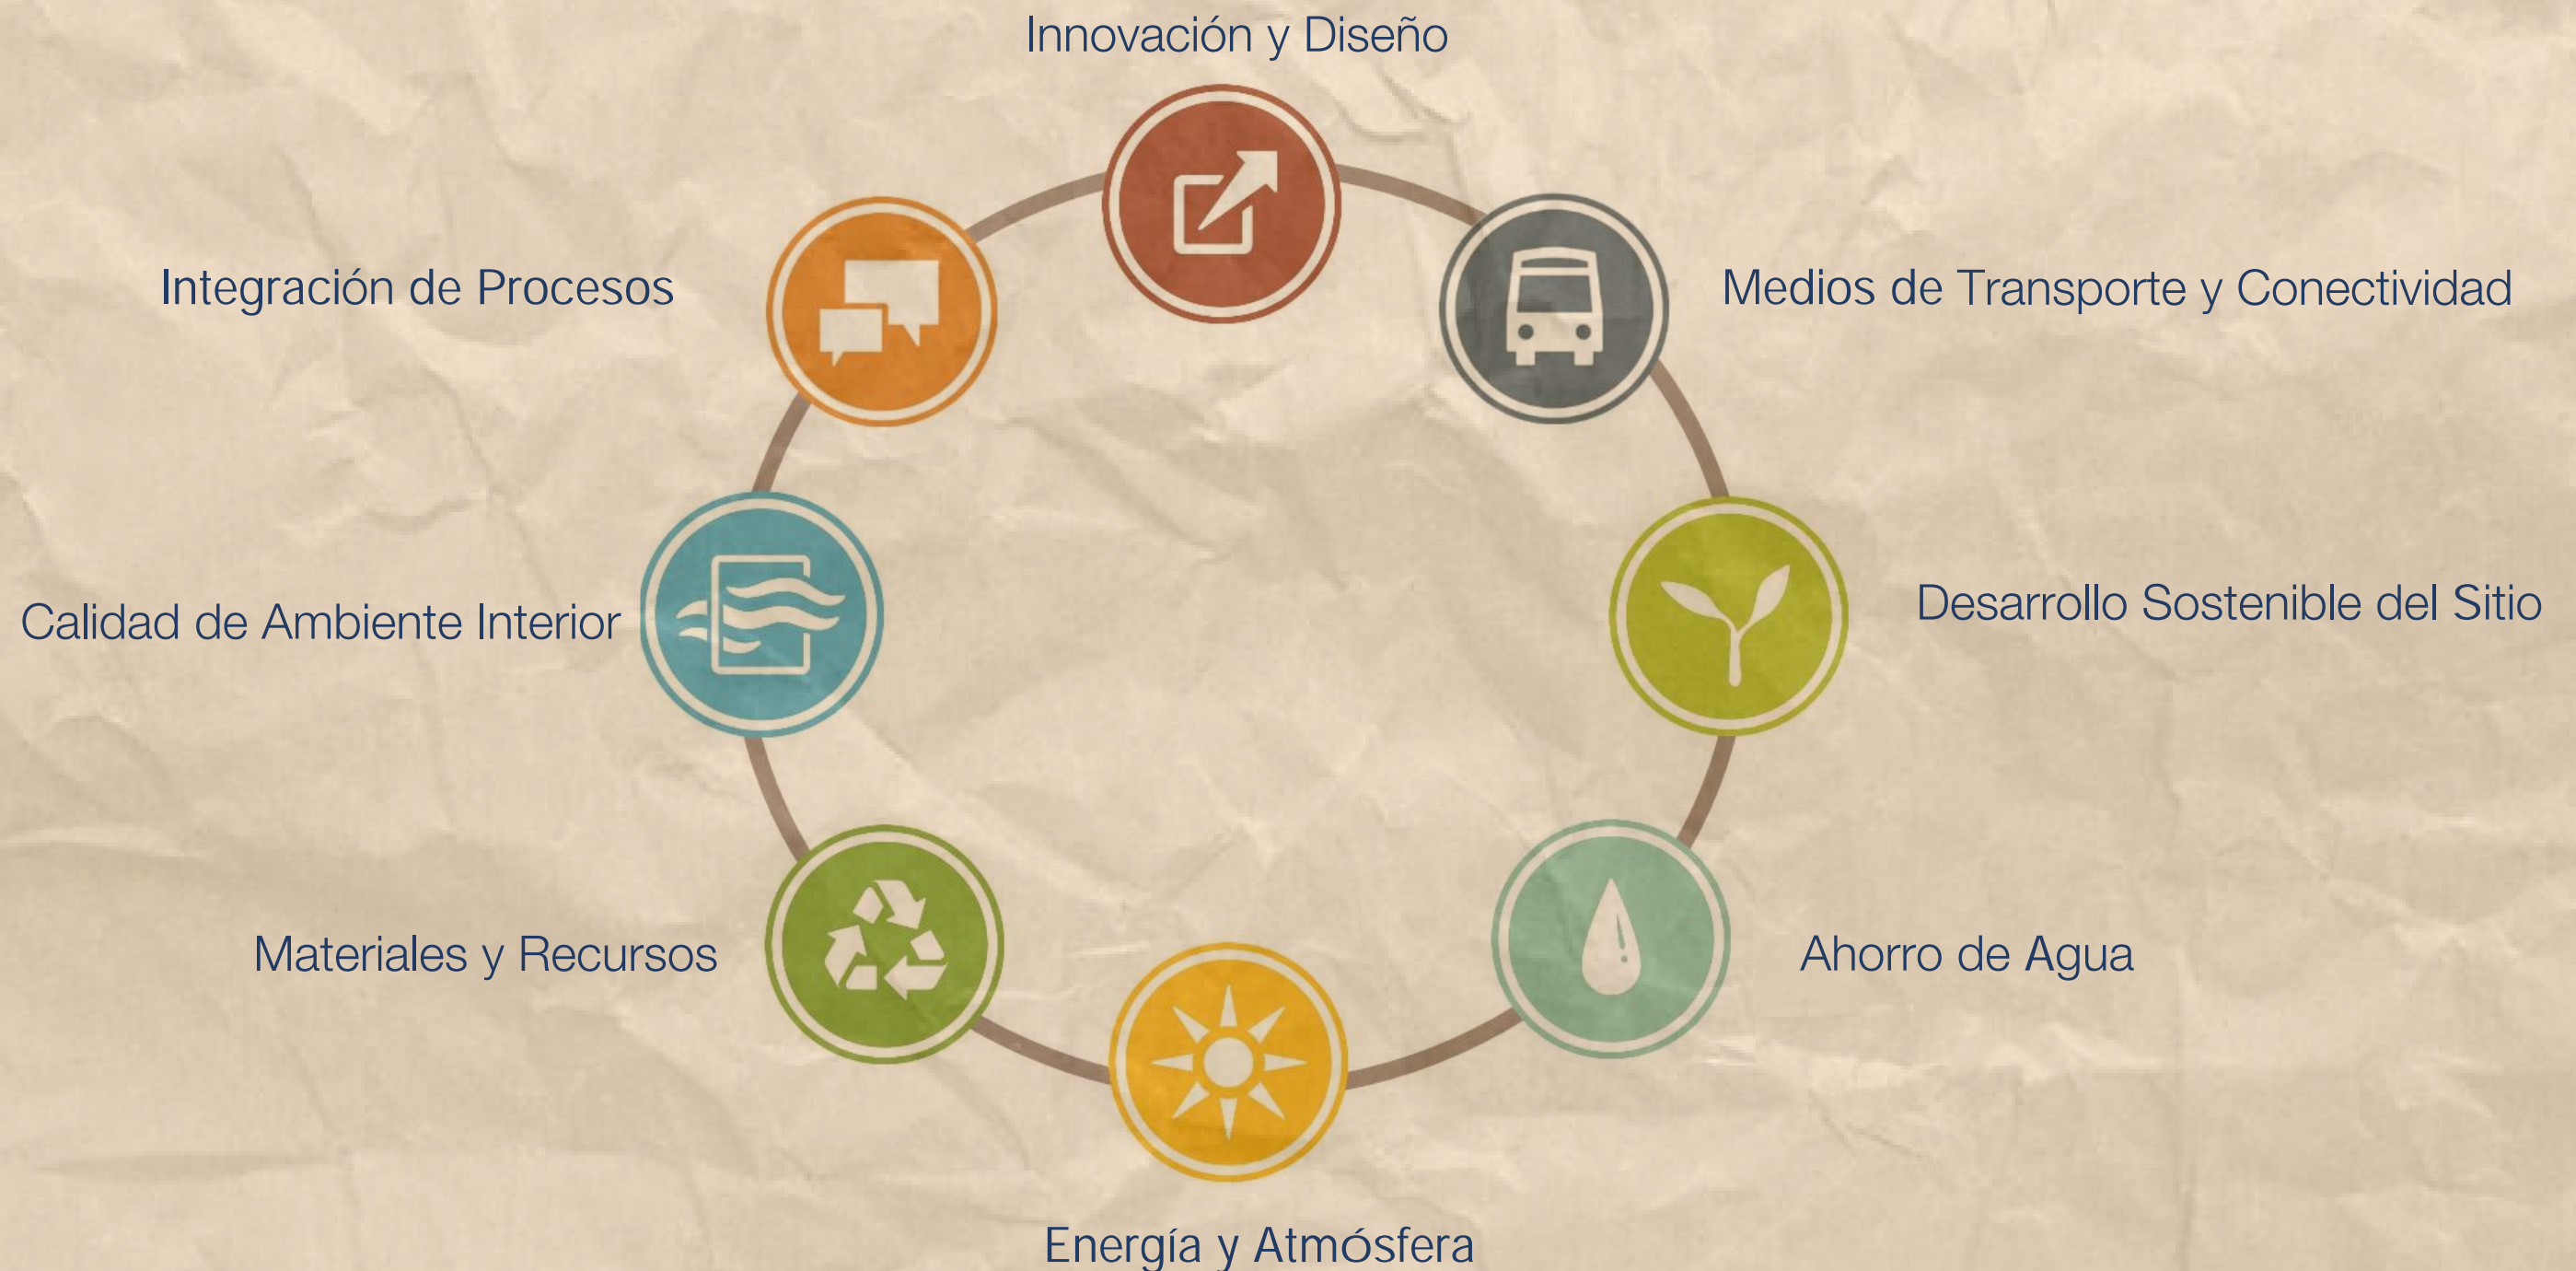 Innovación y Diseño
Integración de Procesos
Medios de Transporte y Conectividad
Calidad de Ambiente Interior
Desarrollo Sostenible del Sitio
Materiales y Recursos
Ahorro de Agua
Energía y Atmósfera